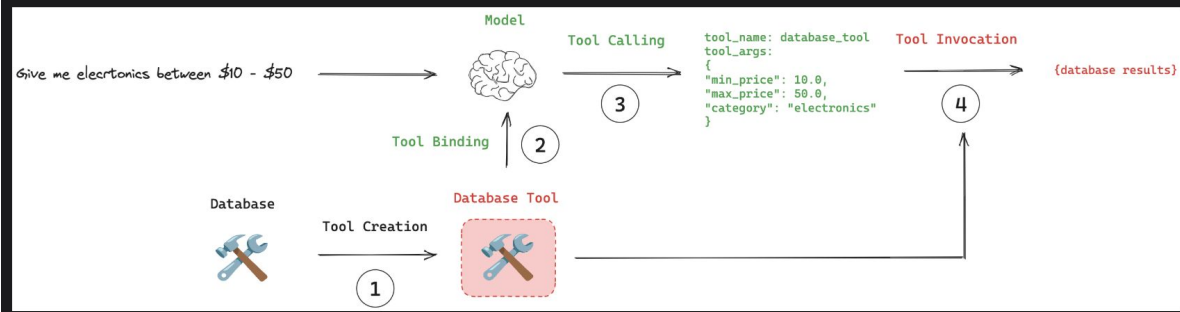 Model
Tool Calling
tool_name: database_tool
tool_args:
{
"min_price": 10.0,
"max_price": 50.0,
"category": "electronics"
}
Tool Invocation
Give me elecrtonics between $10 - $50
{database results}
3
4
Tool Binding
2
Database
Tool Creation
Database Tool
1